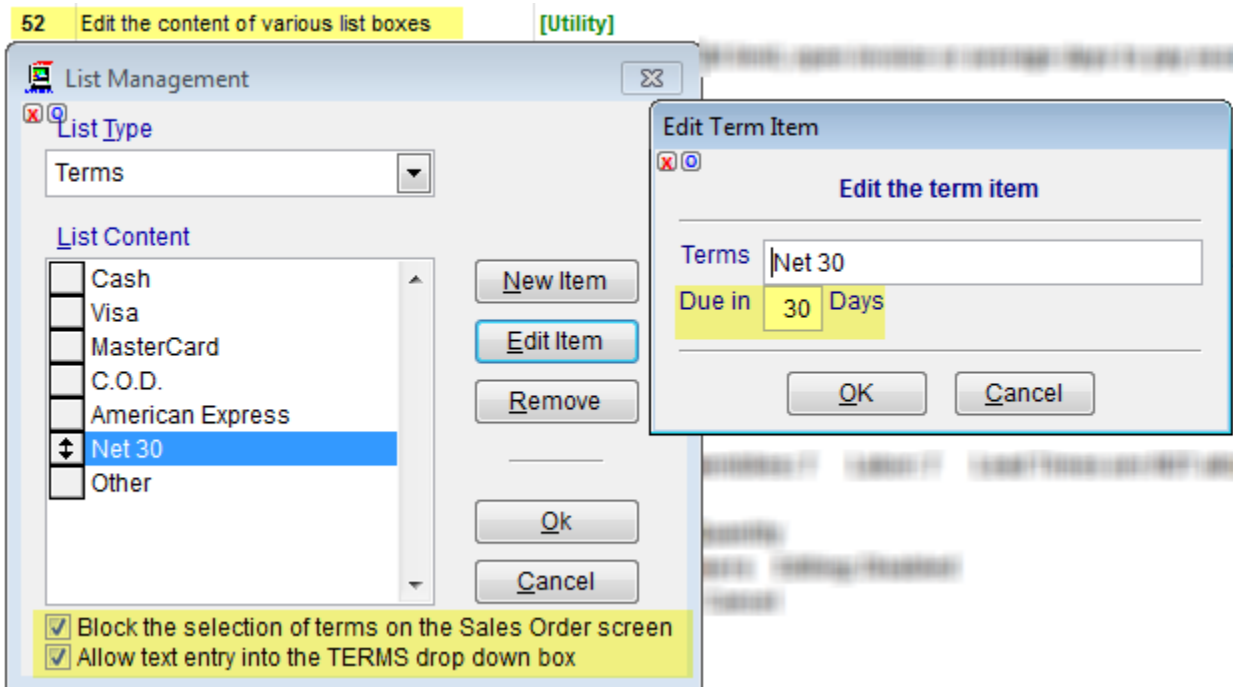 52 Edit the content of various list boxes [Utility]
List Management
List Type
Terms
List Content
Cash
Visa
MasterCard
C.O.D.
American Express
Net 30
Other
New Item
Edit Item
Remove
Ok
Cancel
Block the selection of terms on the Sales Order screen
Allow text entry into the TERMS drop down box
Edit Term Item
Edit the term item
Terms Net 30
Due in 30 Days
OK Cancel